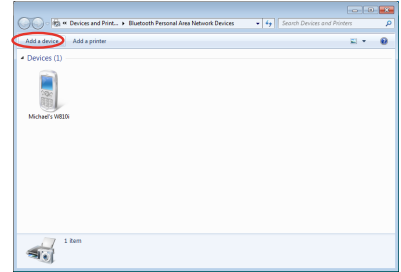 « Devices and Print... ▸ Bluetooth Personal Area Network Devices
Search Devices and Printers
Add a device
Add a printer
Devices (1)
Michael's W810i
1 item